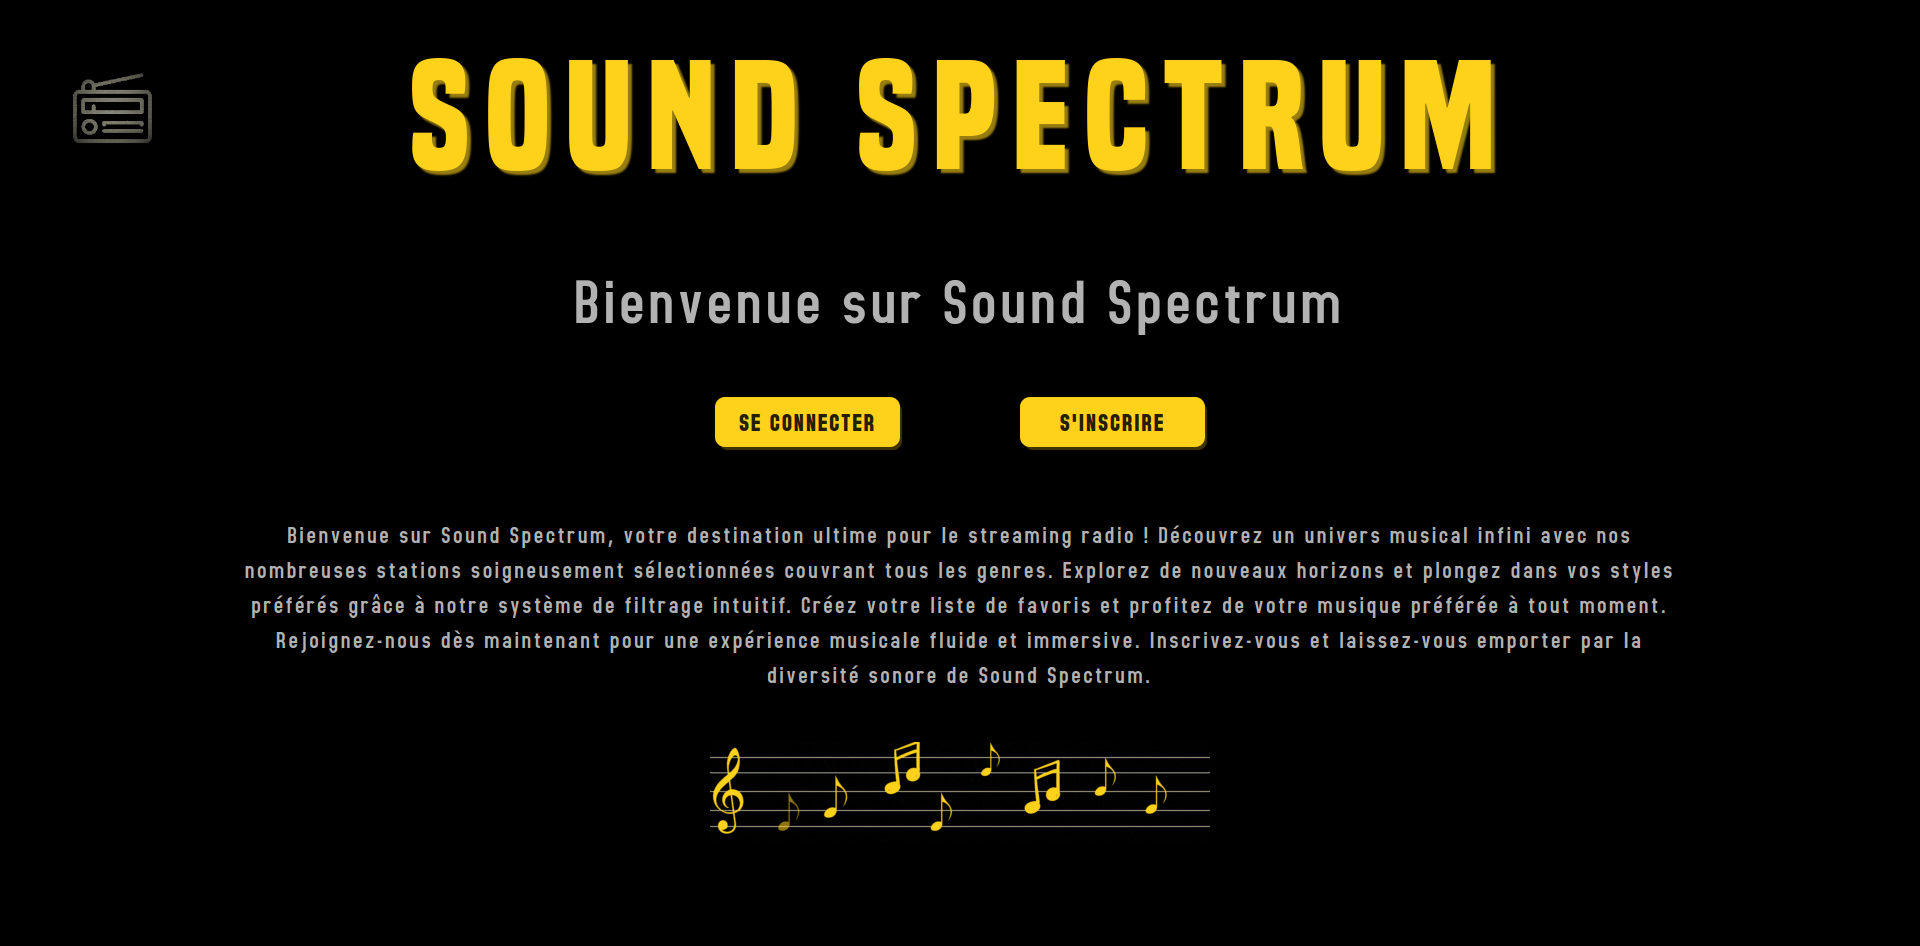 SOUND SPECTRUM
Bienvenue sur Sound Spectrum
SE CONNECTER
S'INSCRIRE
Bienvenue sur Sound Spectrum, votre destination ultime pour le streaming radio ! Découvrez un univers musical infini avec nos
nombreuses stations soigneusement sélectionnées couvrant tous les genres. Explorez de nouveaux horizons et plongez dans vos styles
préférés grâce à notre système de filtrage intuitif. Créez votre liste de favoris et profitez de votre musique préférée à tout moment.
Rejoignez-nous dès maintenant pour une expérience musicale fluide et immersive. Inscrivez-vous et laissez-vous emporter par la
diversité sonore de Sound Spectrum.